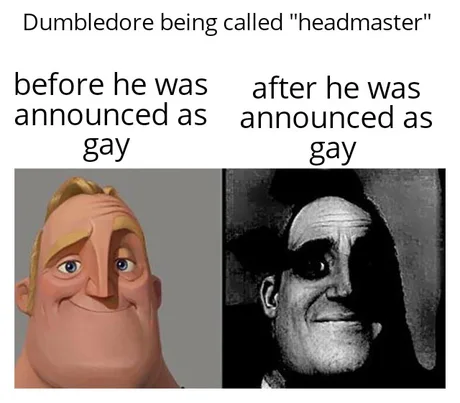 Dumbledore being called "headmaster"
before he was
announced as
gay
after he was
announced as
gay